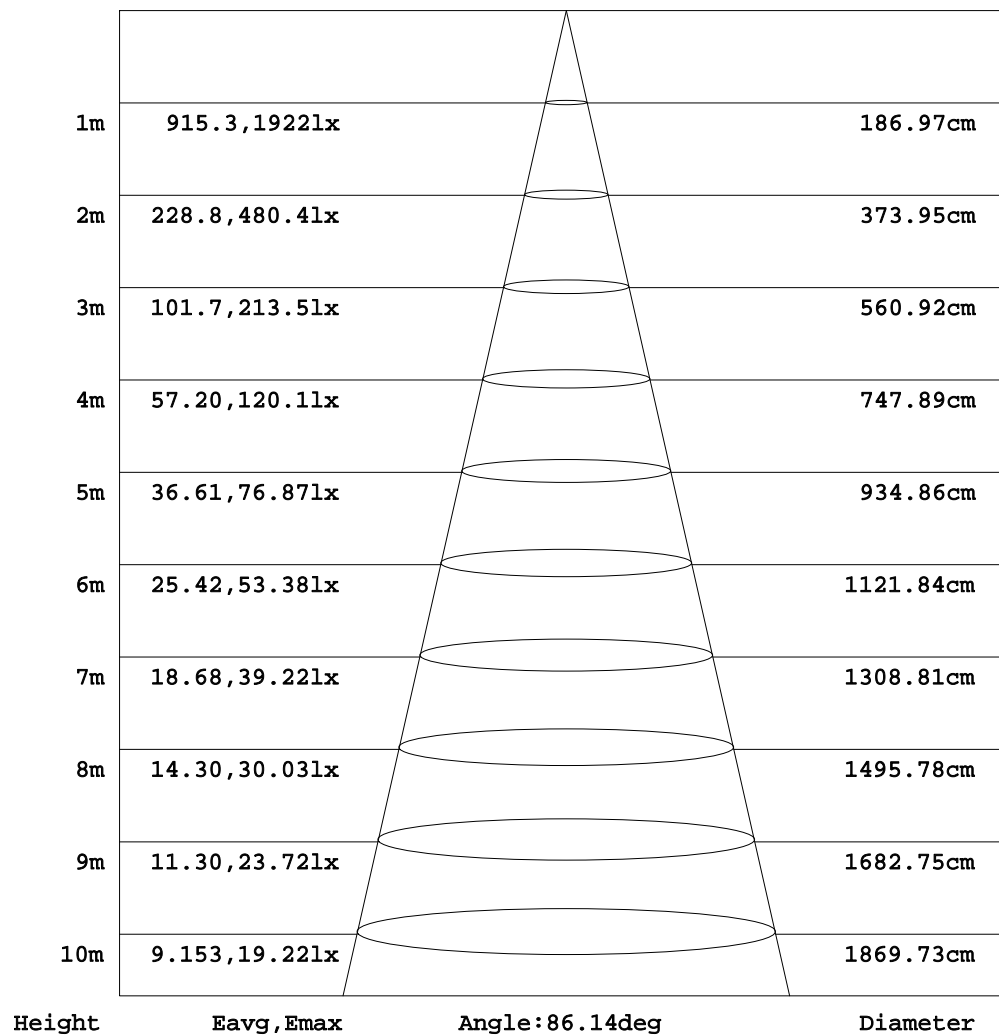 1m 915.3,1922lx 186.97cm
2m 228.8,480.4lx 373.95cm
3m 101.7,213.5lx 560.92cm
4m 57.20,120.1lx 747.89cm
5m 36.61,76.87lx 934.86cm
6m 25.42,53.38lx 1121.84cm
7m 18.68,39.22lx 1308.81cm
8m 14.30,30.03lx 1495.78cm
9m 11.30,23.72lx 1682.75cm
10m 9.153,19.22lx 1869.73cm
Height Eavg,Emax Angle:86.14deg Diameter